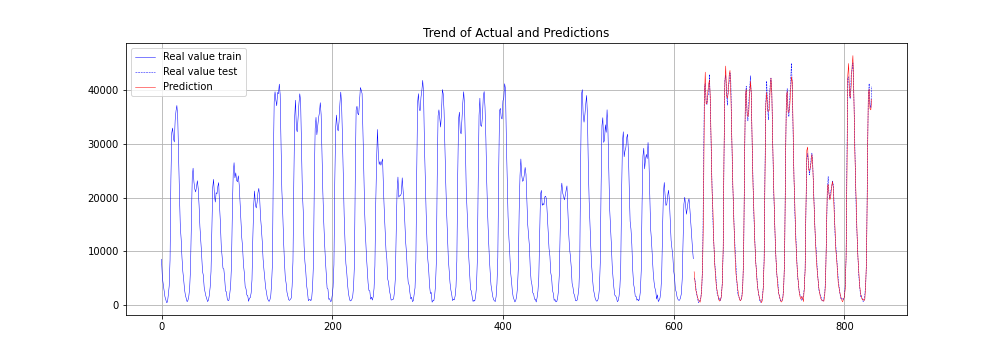 Trend of Actual and Predictions
Real value train
Real value test
Prediction
40000
30000
20000
10000
0
0 200 400 600 800